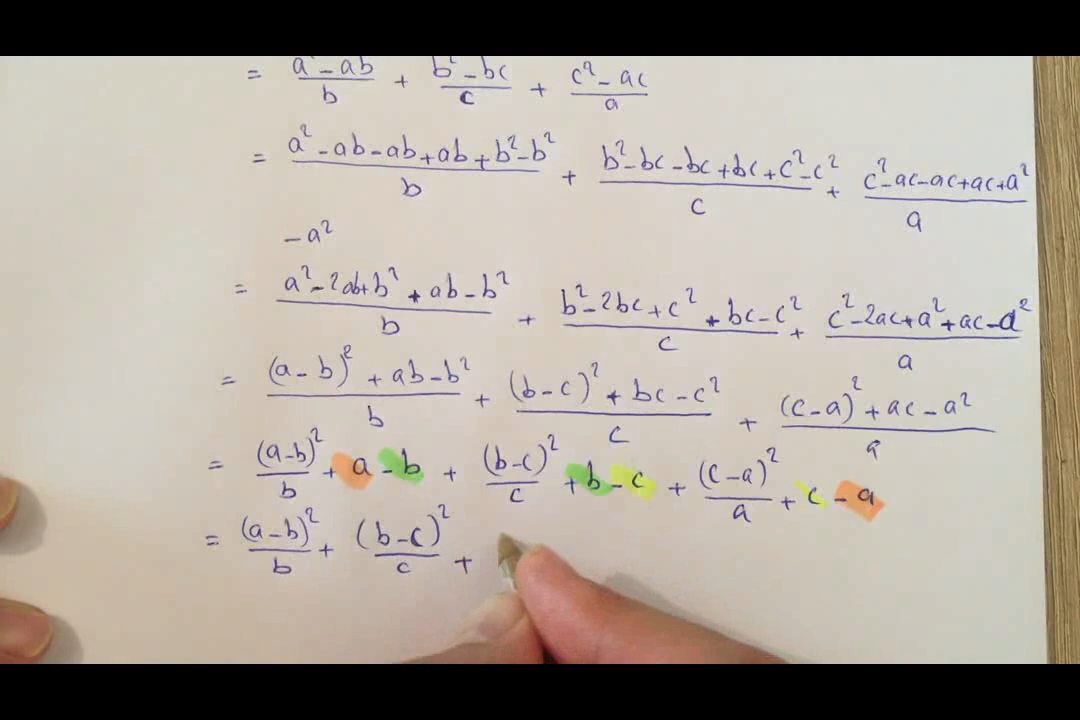 = a² - ab / b + b² - bc / c + c² - ac / a
= a² - ab - ab + ab + b² - b² / b + b² - bc - bc + bc + c² - c² / c + c² - ac - ac + ac + a² / a
- a²
= a² - 2ab + b² + ab - b² / b + b² - 2bc + c² + bc - c² / c + c² - 2ac + a² + ac - a² / a
= (a - b)² + ab - b² / b + (b - c)² + bc - c² / c + (c - a)² + ac - a² / a
= (a - b)² / b + a - b + (b - c)² / c + b - c + (c - a)² / a + c - a
= (a - b)² / b + (b - c)² / c +